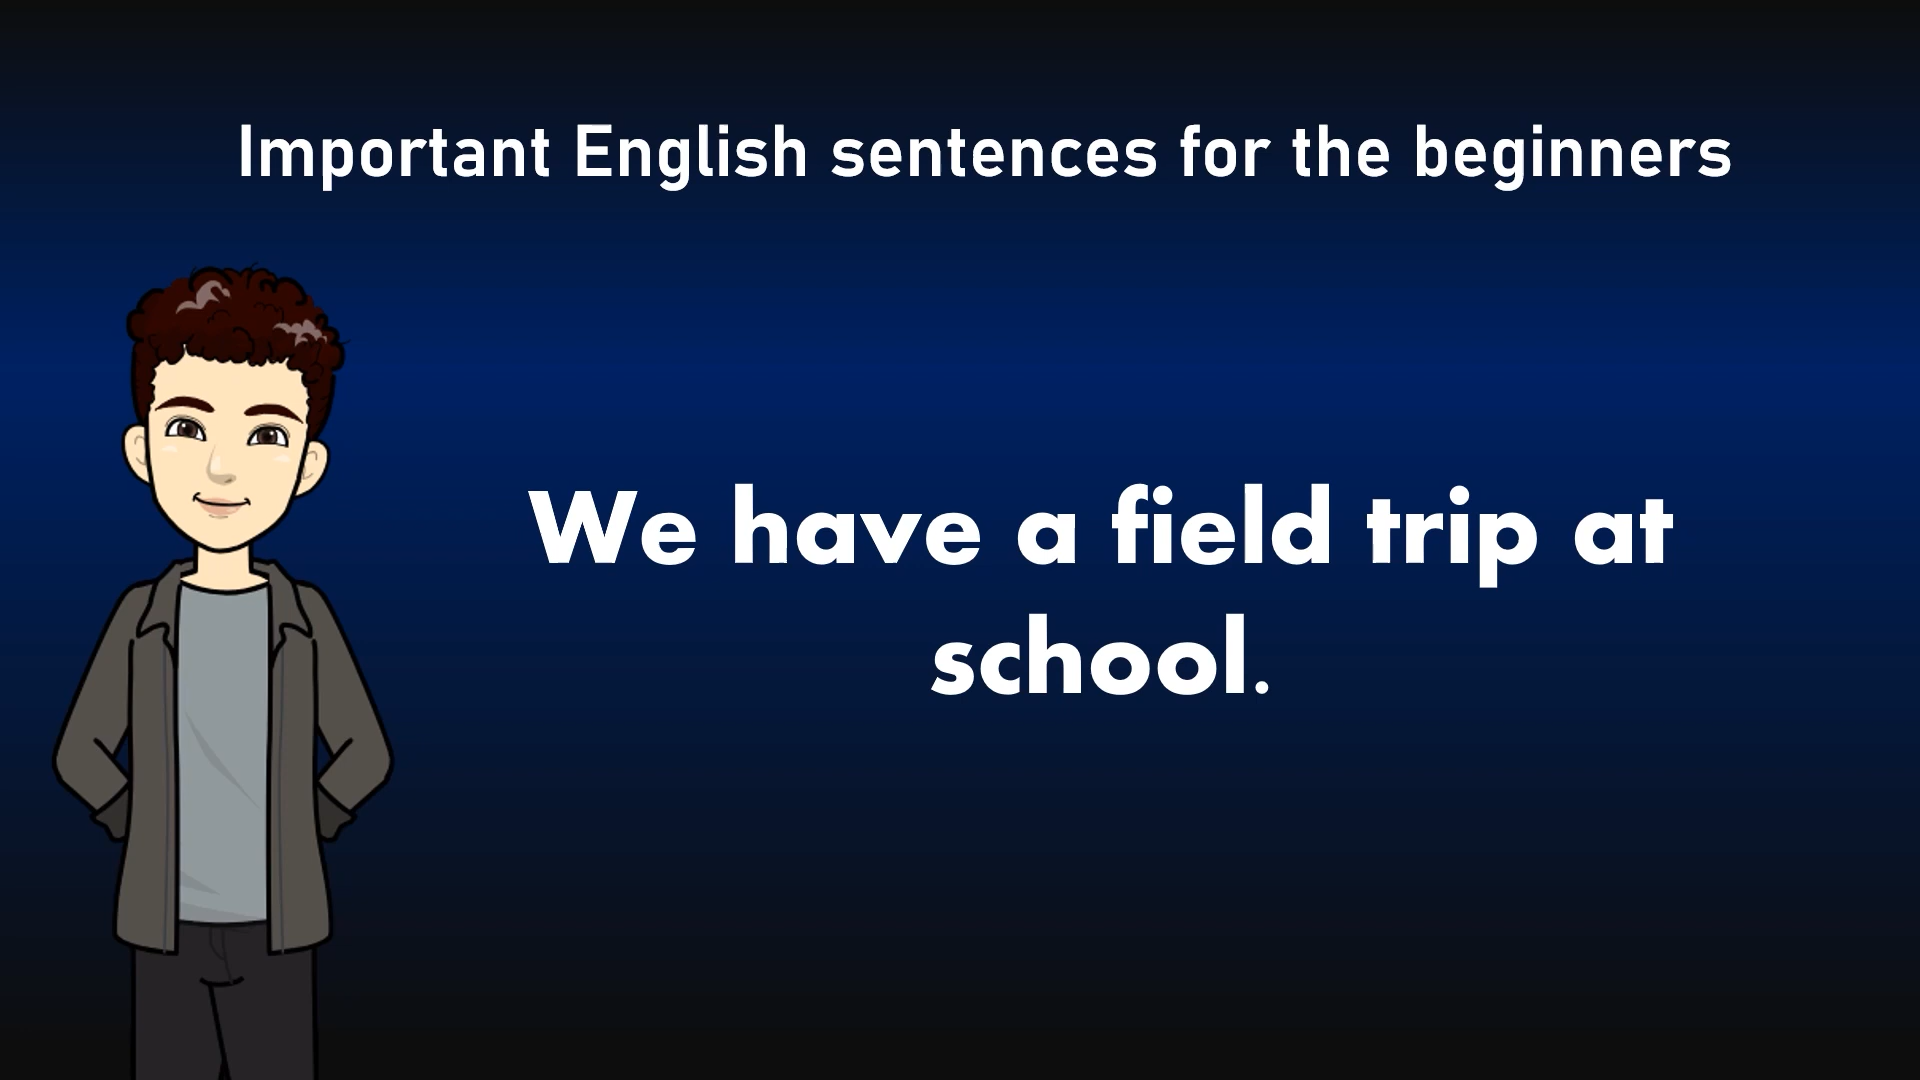 Important English sentences for the beginners
We have a field trip at
school.